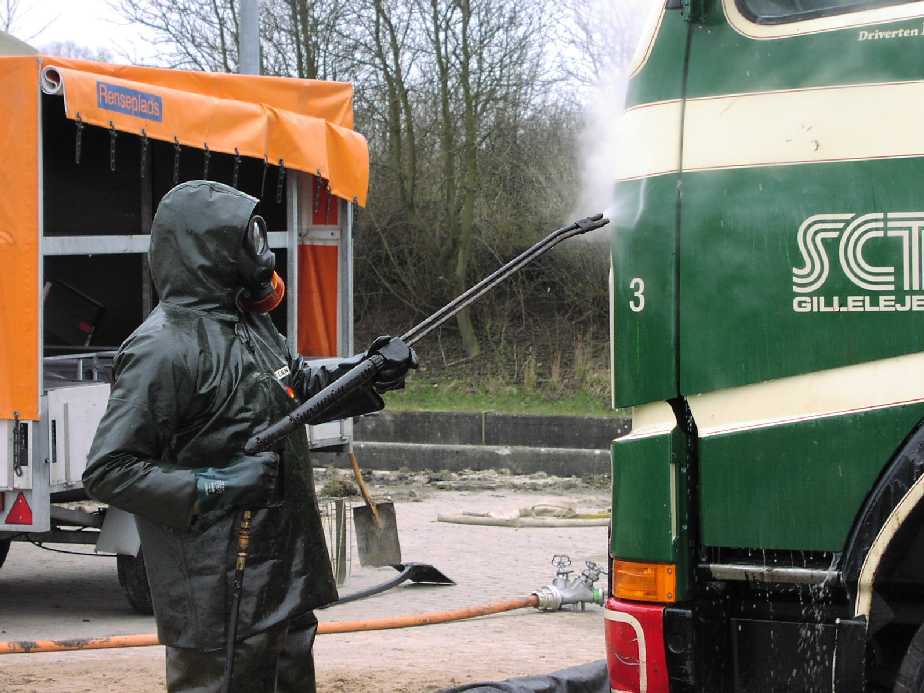 Renseplads
Driverten
3
SCT
GILLELEJE